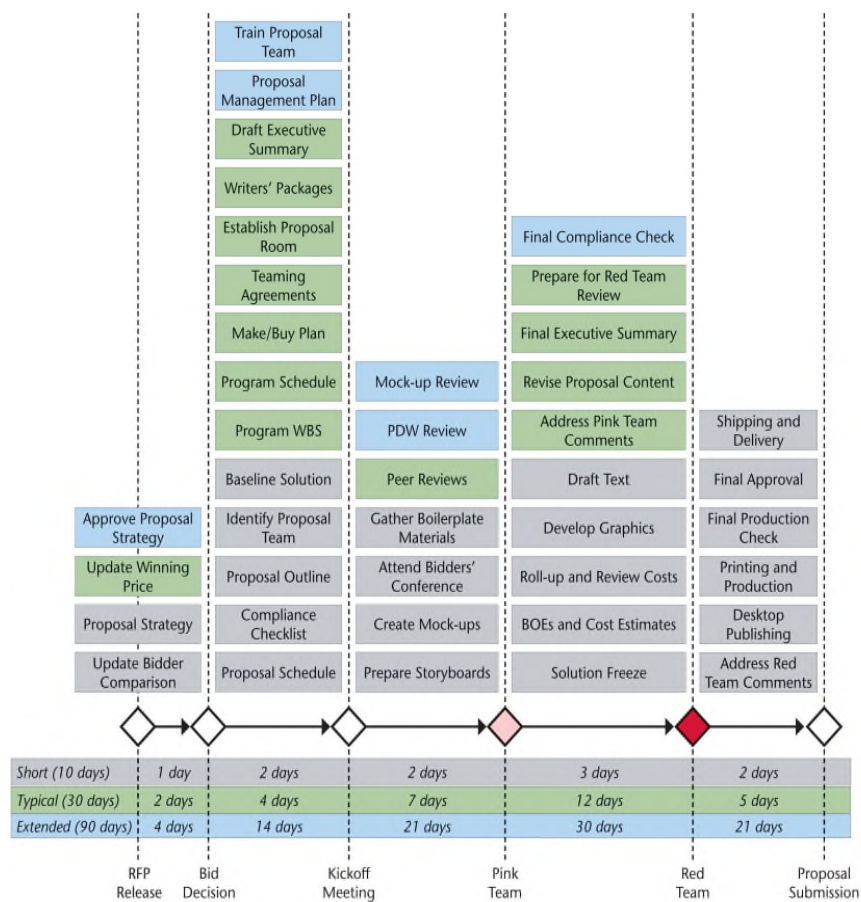 Train Proposal
Team
Proposal
Management Plan
Draft Executive
Summary
Writers' Packages
Establish Proposal
Room
Teaming
Agreements
Make/Buy Plan
Program Schedule
Program WBS
Baseline Solution
Identify Proposal
Team
Proposal Outline
Compliance
Checklist
Proposal Schedule
Approve Proposal
Strategy
Update Winning
Price
Proposal Strategy
Update Bidder
Comparison
Mock-up Review
PDW Review
Peer Reviews
Gather Boilerplate
Materials
Attend Bidders'
Conference
Create Mock-ups
Prepare Storyboards
Final Compliance Check
Prepare for Red Team
Review
Final Executive Summary
Revise Proposal Content
Address Pink Team
Comments
Draft Text
Develop Graphics
Roll-up and Review Costs
BOEs and Cost Estimates
Solution Freeze
Shipping and
Delivery
Final Approval
Final Production
Check
Printing and
Production
Desktop
Publishing
Address Red
Team Comments
Short (10 days) 1 day 2 days 2 days 3 days 2 days
Typical (30 days) 2 days 4 days 7 days 12 days 5 days
Extended (90 days) 4 days 14 days 21 days 30 days 21 days
RFP
Release
Bid
Decision
Kickoff
Meeting
Pink
Team
Red
Team
Proposal
Submission